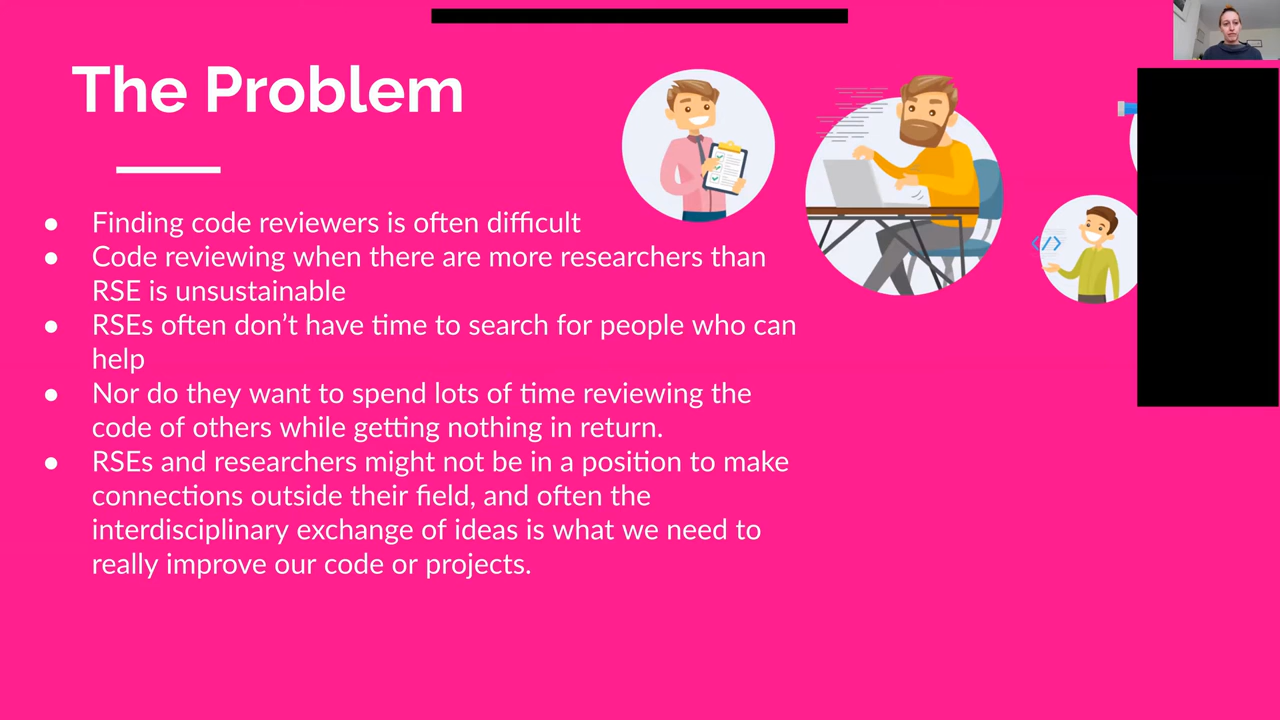 The Problem
● Finding code reviewers is often difficult
● Code reviewing when there are more researchers than
RSE is unsustainable
● RSEs often don’t have time to search for people who can
help
● Nor do they want to spend lots of time reviewing the
code of others while getting nothing in return.
● RSEs and researchers might not be in a position to make
connections outside their field, and often the
interdisciplinary exchange of ideas is what we need to
really improve our code or projects.